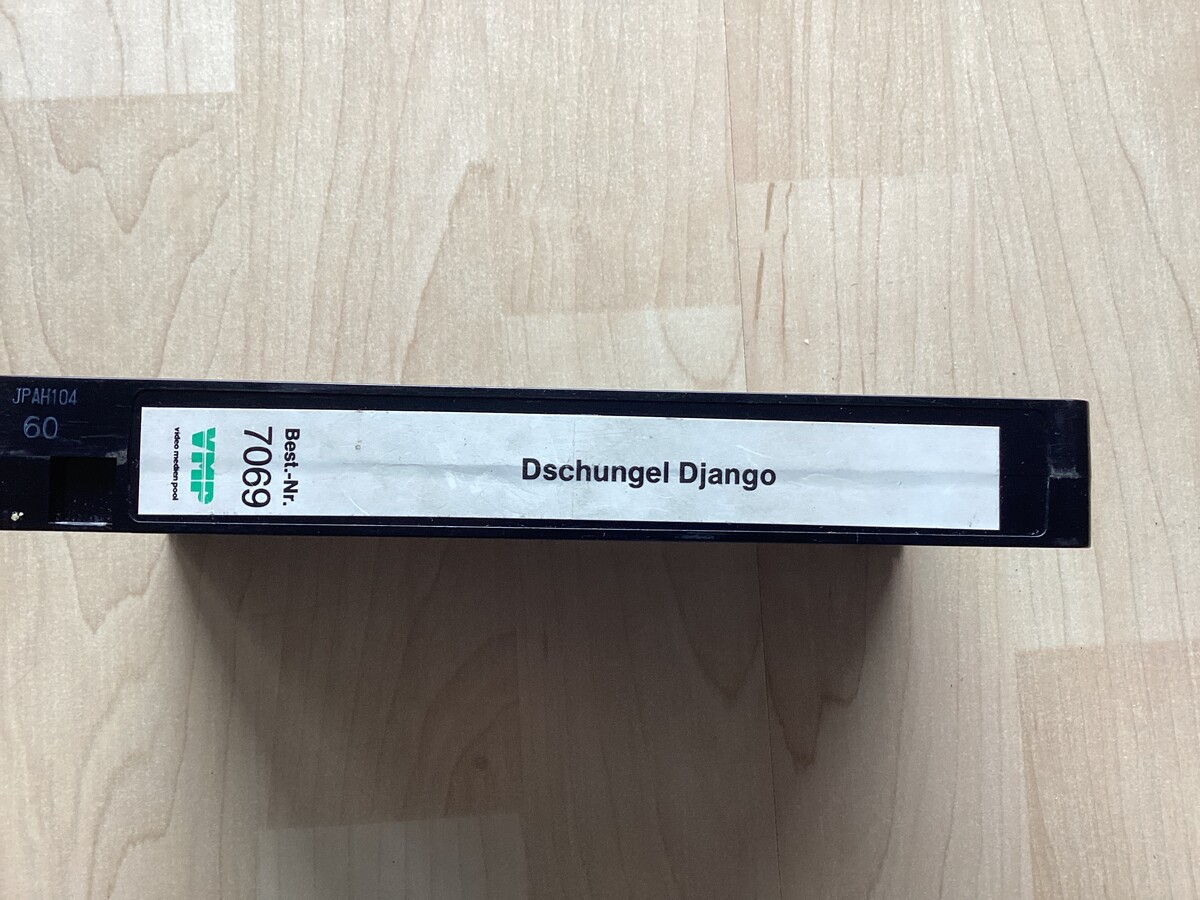 JPAH104
60
VMP
video medien pool
Best.-Nr.
7069
Dschungel Django